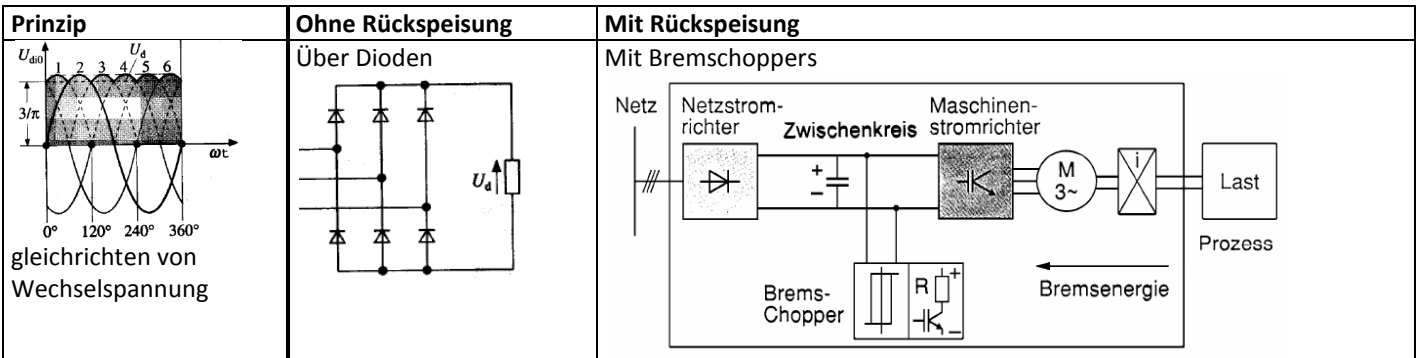 Prinzip
U_di0
U_d
1 2 3 4 5 6
3/π
ωt
0° 120° 240° 360°
gleichrichten von
Wechselspannung
Ohne Rückspeisung
Über Dioden
U_d
Mit Rückspeisung
Mit Bremschoppers
Netz
Netzstrom-
richter
Zwischenkreis
Maschinen-
stromrichter
+
−
M
3~
i
Last
Prozess
Brems-
Chopper
R
+
−
Bremsenergie